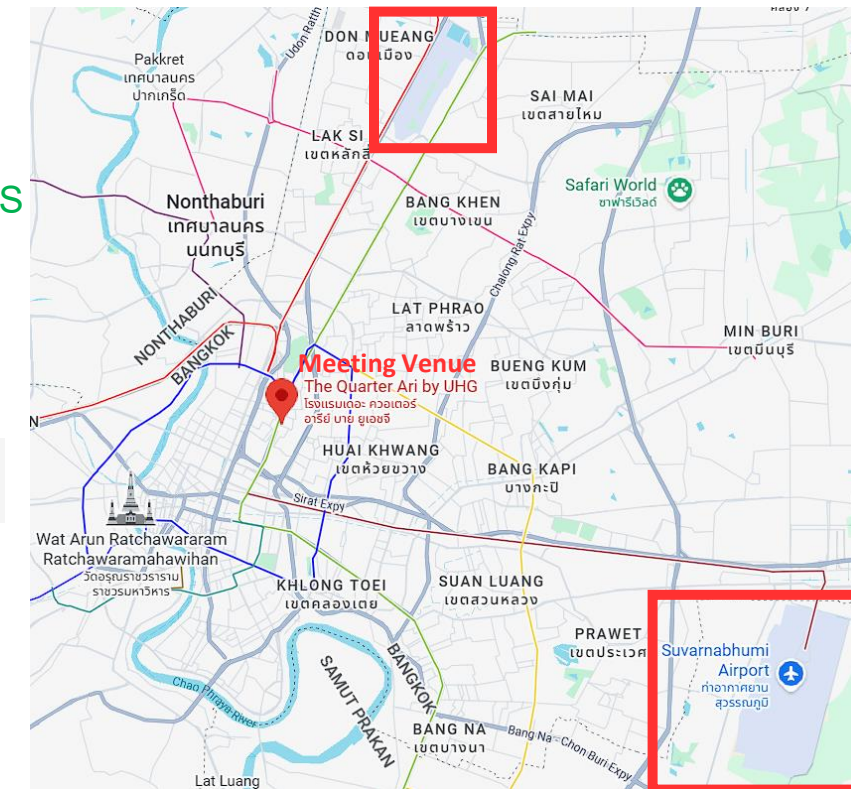 DON MUEANG
ดอนเมือง
Udon Ratth
Pakkret
เทศบาลนคร
ปากเกร็ด
SAI MAI
เขตสายไหม
LAK SI
เขตหลักสี่
S
Safari World
ซาฟารีเวิลด์
Nonthaburi
เทศบาลนคร
นนทบุรี
BANG KHEN
เขตบางเขน
Chalong Rat Expy
NONTHABURI
BANGKOK
LAT PHRAO
ลาดพร้าว
MIN BURI
เขตมีนบุรี
Meeting Venue
The Quarter Ari by UHG
โรงแรมเดอะ ควอเตอร์
อารีย์ บาย ยูเอชจี
BUENG KUM
เขตบึงกุ่ม
N
HUAI KHWANG
เขตห้วยขวาง
BANG KAPI
บางกะปิ
Sirat Expy
Wat Arun Ratchawararam
Ratchawaramahawihan
วัดอรุณราชวราราม
ราชวรมหาวิหาร
KHLONG TOEI
เขตคลองเตย
SUAN LUANG
เขตสวนหลวง
PRAWET
เขตประเวศ
Suvarnabhumi
Airport
ท่าอากาศยาน
สุวรรณภูมิ
SAMUT PRAKAN
BANGKOK
Chao Phraya River
BANG NA
เขตบางนา
Bang Na - Chon Buri Expy
Lat Luang